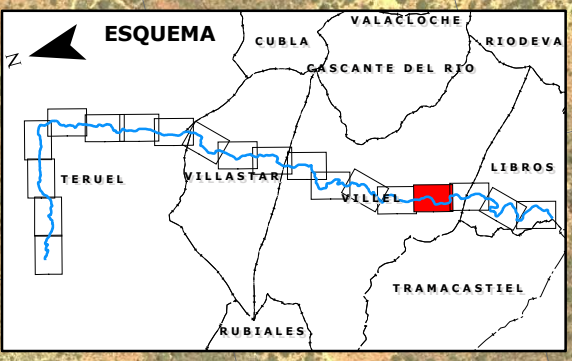 ESQUEMA
N
VALACLOCHE
CUBLA
RIODEVA
CASCANTE DEL RIO
LIBROS
TERUEL
VILLASTAR
VILLEL
TRAMACASTIEL
RUBIALES